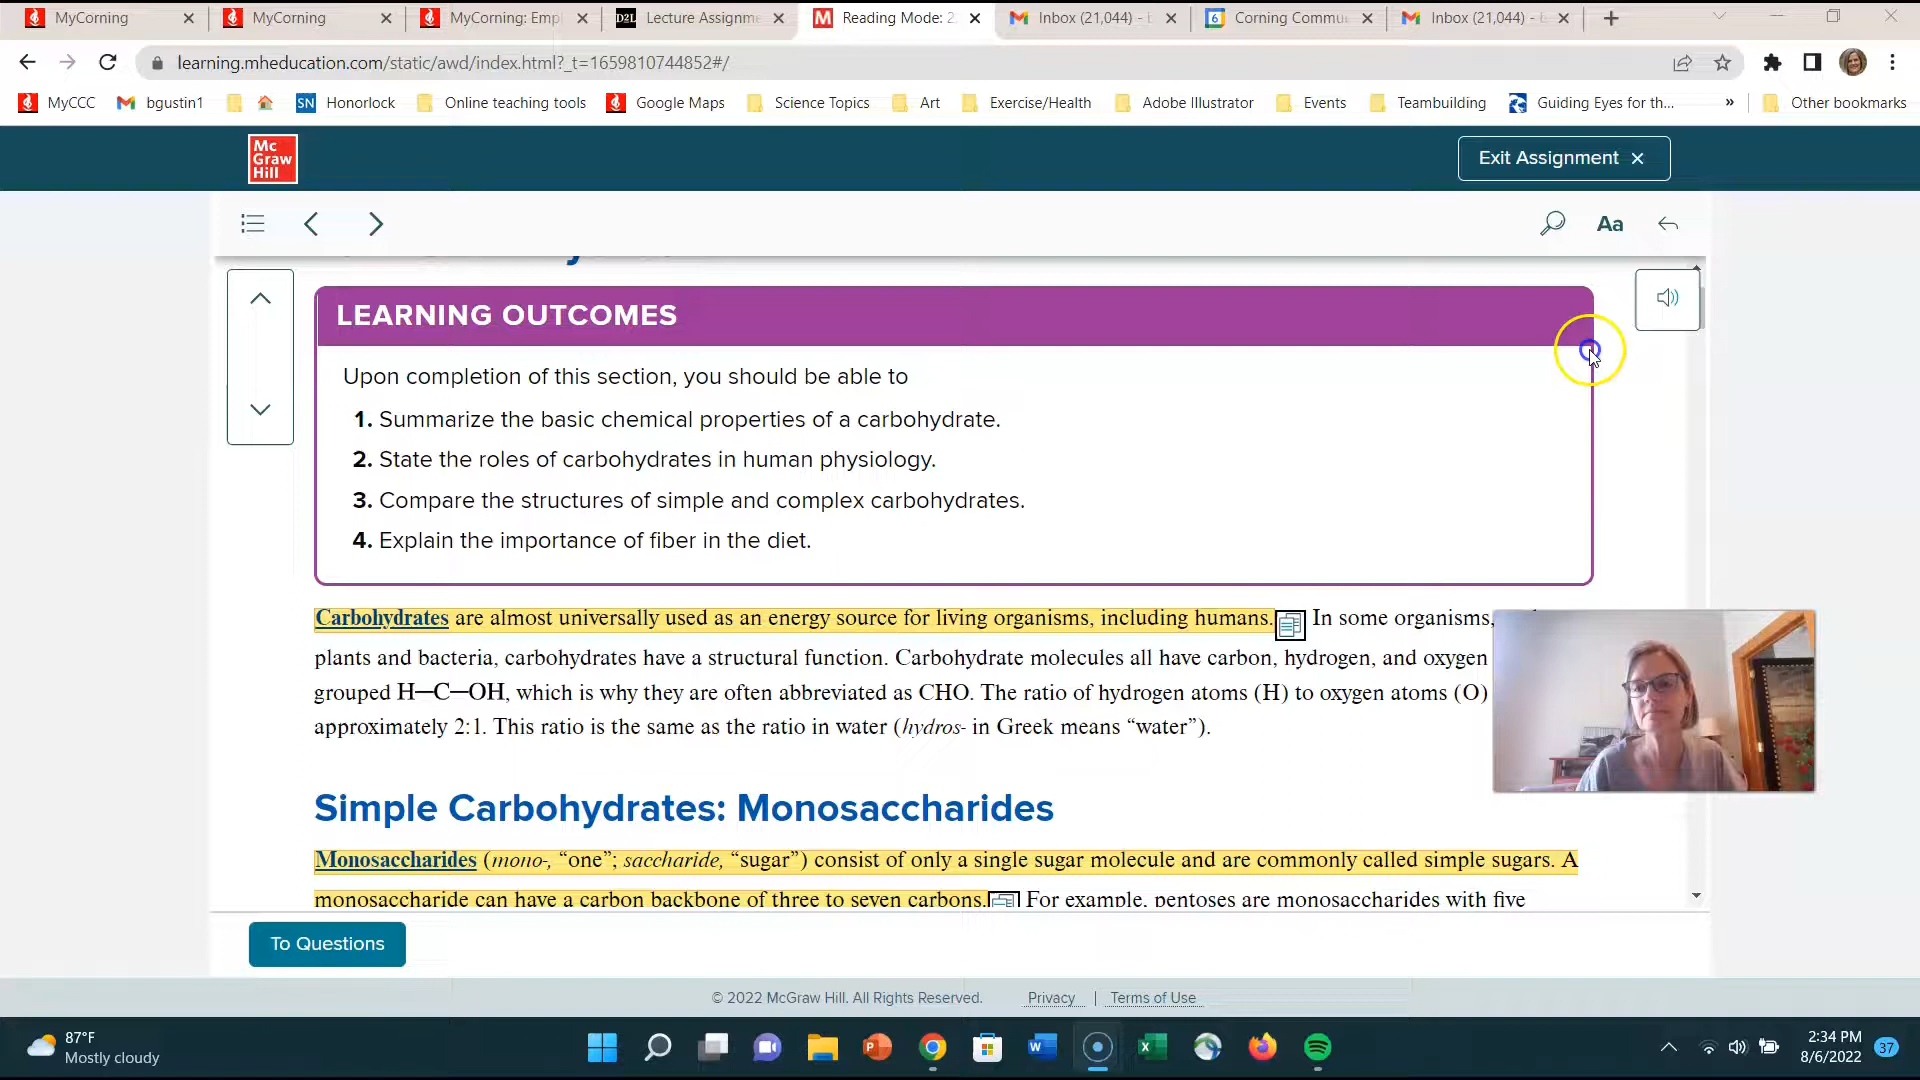 MyCorning
MyCorning
MyCorning: Emp
D2L Lecture Assignm
Reading Mode: 2.
Inbox (21,044) -
6 Corning Commu
Inbox (21,044) -
learning.mheducation.com/static/awd/index.html?_t=1659810744852#/
MyCCC
bgustin1
SN Honorlock
Online teaching tools
Google Maps
Science Topics
Art
Exercise/Health
Adobe Illustrator
Events
Teambuilding
Guiding Eyes for th...
»
Other bookmarks
Mc
Graw
Hill
Exit Assignment ×
Aa
LEARNING OUTCOMES
Upon completion of this section, you should be able to
1. Summarize the basic chemical properties of a carbohydrate.
2. State the roles of carbohydrates in human physiology.
3. Compare the structures of simple and complex carbohydrates.
4. Explain the importance of fiber in the diet.
Carbohydrates are almost universally used as an energy source for living organisms, including humans. In some organisms,
plants and bacteria, carbohydrates have a structural function. Carbohydrate molecules all have carbon, hydrogen, and oxygen
grouped H—C—OH, which is why they are often abbreviated as CHO. The ratio of hydrogen atoms (H) to oxygen atoms (O)
approximately 2:1. This ratio is the same as the ratio in water (hydros- in Greek means “water”).
Simple Carbohydrates: Monosaccharides
Monosaccharides (mono-, “one”; saccharide, “sugar”) consist of only a single sugar molecule and are commonly called simple sugars. A
monosaccharide can have a carbon backbone of three to seven carbons. For example, pentoses are monosaccharides with five
To Questions
© 2022 McGraw Hill. All Rights Reserved.
Privacy | Terms of Use
87°F
Mostly cloudy
P
W
X
2:34 PM
8/6/2022
37